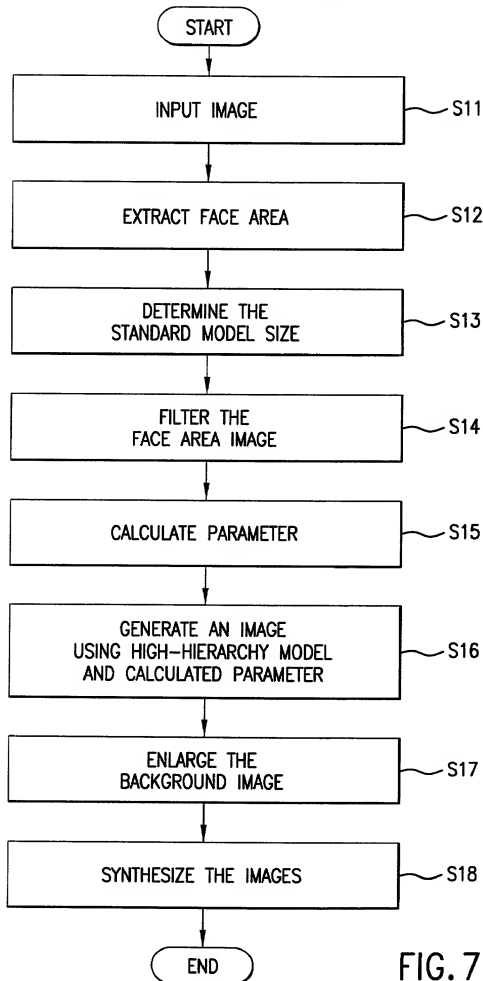 START
INPUT IMAGE
S11
EXTRACT FACE AREA
S12
DETERMINE THE
STANDARD MODEL SIZE
S13
FILTER THE
FACE AREA IMAGE
S14
CALCULATE PARAMETER
S15
GENERATE AN IMAGE
USING HIGH-HIERARCHY MODEL
AND CALCULATED PARAMETER
S16
ENLARGE THE
BACKGROUND IMAGE
S17
SYNTHESIZE THE IMAGES
S18
END
FIG. 7